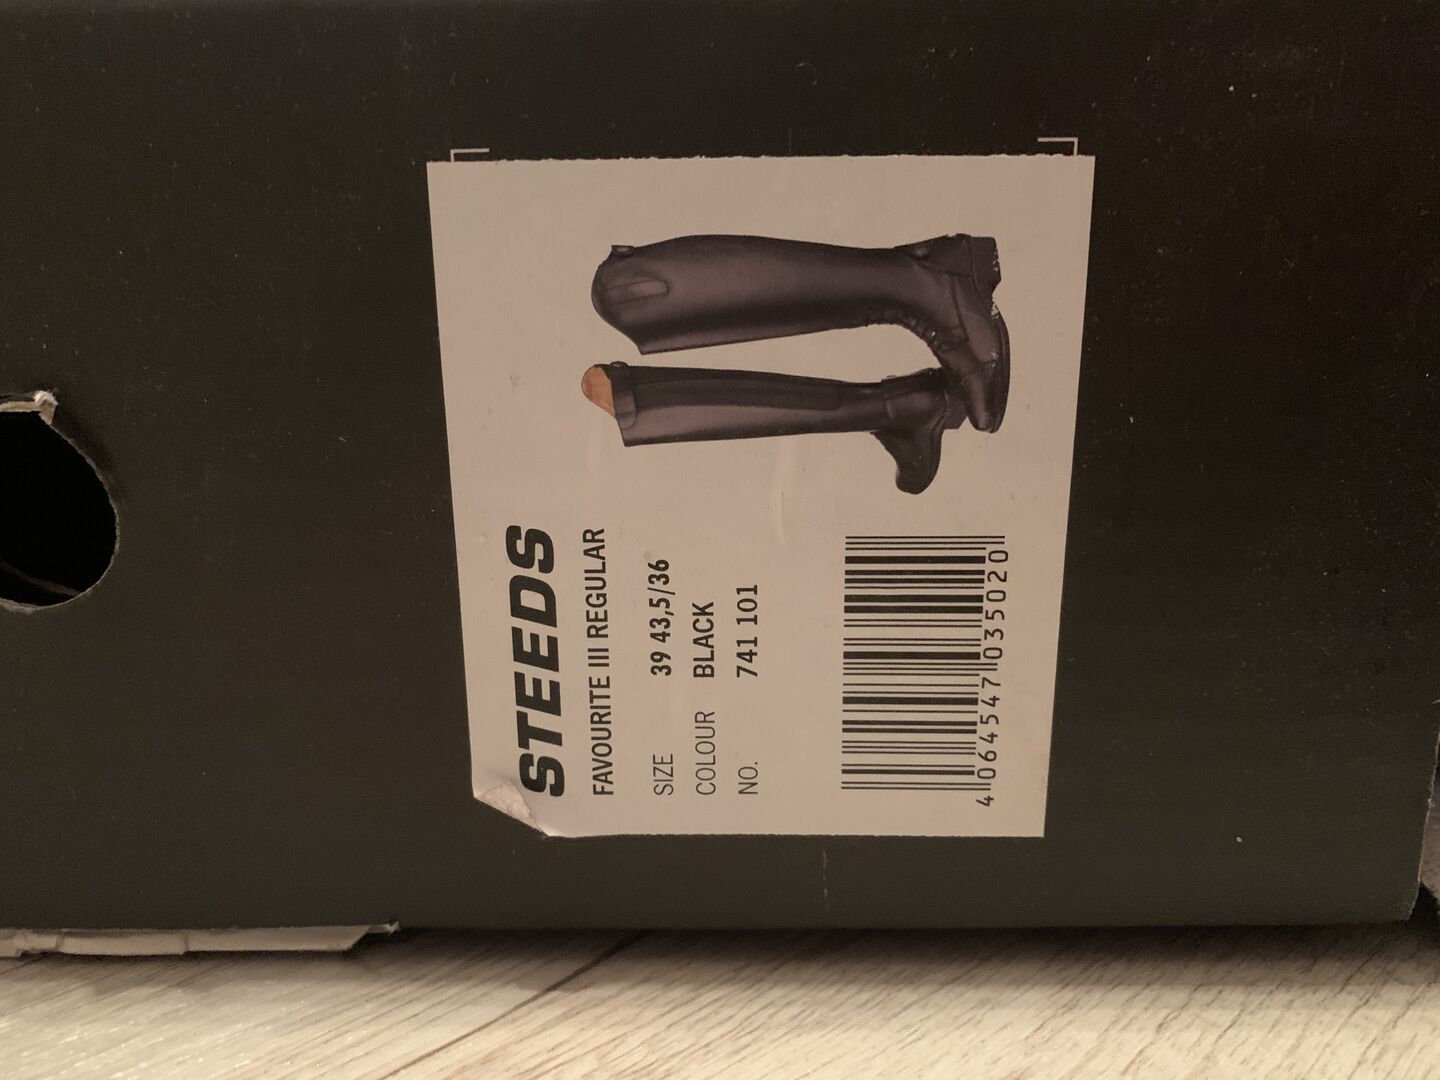 STEEDS
FAVOURITE III REGULAR
SIZE 39 43,5/36
COLOUR BLACK
NO. 741 101
4 064547 035020